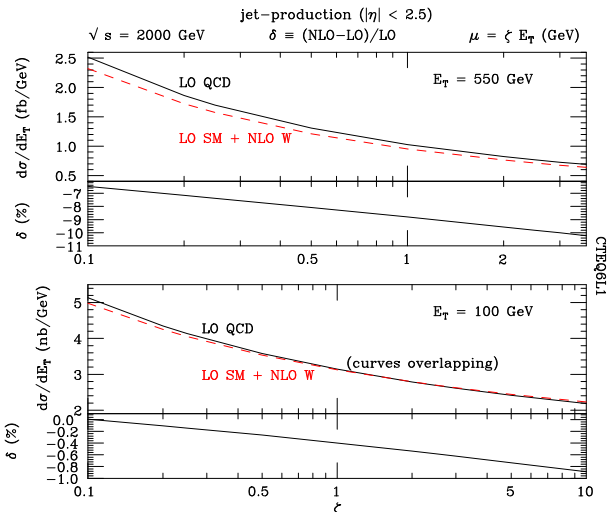 jet-production (|η| < 2.5)
√ s = 2000 GeV δ ≡ (NLO−LO)/LO μ = ζ E_T (GeV)
2.5
2.0
1.5
1.0
0.5
dσ/dE_T (fb/GeV)
LO QCD
E_T = 550 GeV
LO SM + NLO W
−7
−8
−9
−10
−11
δ (%)
0.1 0.5 1 2
CTEQ6L1
5
4
3
2
dσ/dE_T (nb/GeV)
LO QCD
E_T = 100 GeV
(curves overlapping)
LO SM + NLO W
0.0
−0.2
−0.4
−0.6
−0.8
−1.0
δ (%)
0.1 0.5 1 5 10
ζ